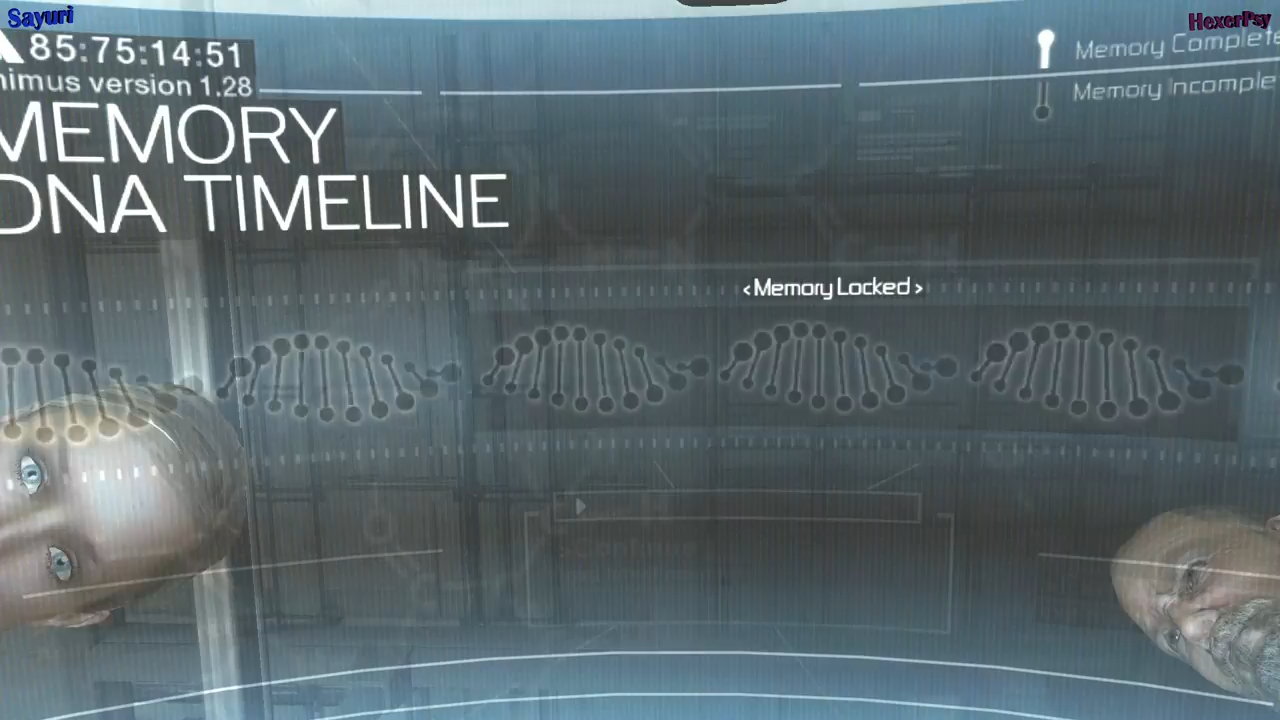 Sayuri
HexerPsy
85:75:14:51
nimus version 1.28
MEMORY
DNA TIMELINE
Memory Complete
Memory Incomple
<Memory Locked>
Continue